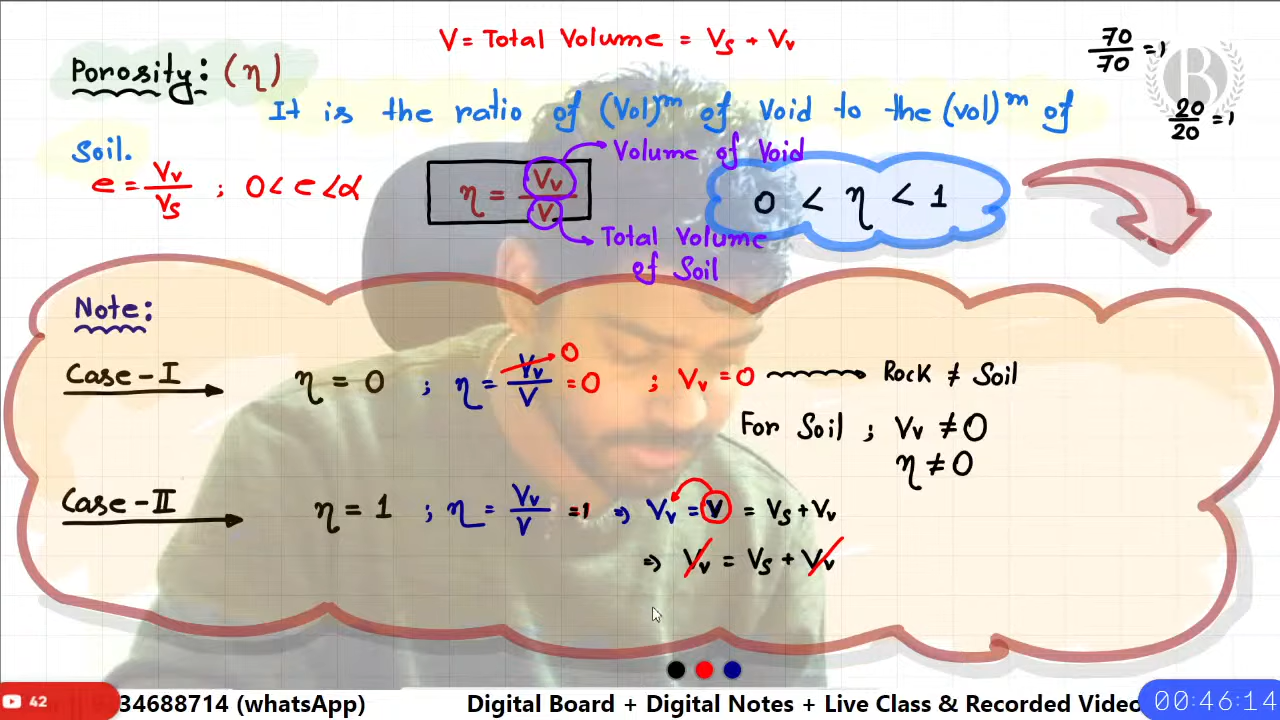 V = Total Volume = Vs + Vv
70/70 = 1
Porosity: (η)
It is the ratio of (Vol)ᵐ of Void to the (vol)ᵐ of
20/20 = 1
Soil.
e = Vv/Vs ; 0 < e < α
η = Vv/V
Volume of Void
Total Volume
of Soil
0 < η < 1
Note:
Case-I η = 0 ; η = Vv/V = 0 ; Vv = 0 Rock ≠ Soil
0
For Soil ; Vv ≠ 0
η ≠ 0
Case-II η = 1 ; η = Vv/V = 1 ⇒ Vv = V = Vs + Vv
⇒ Vv = Vs + Vv
42
34688714 (whatsApp) Digital Board + Digital Notes + Live Class & Recorded Video
00:46:14